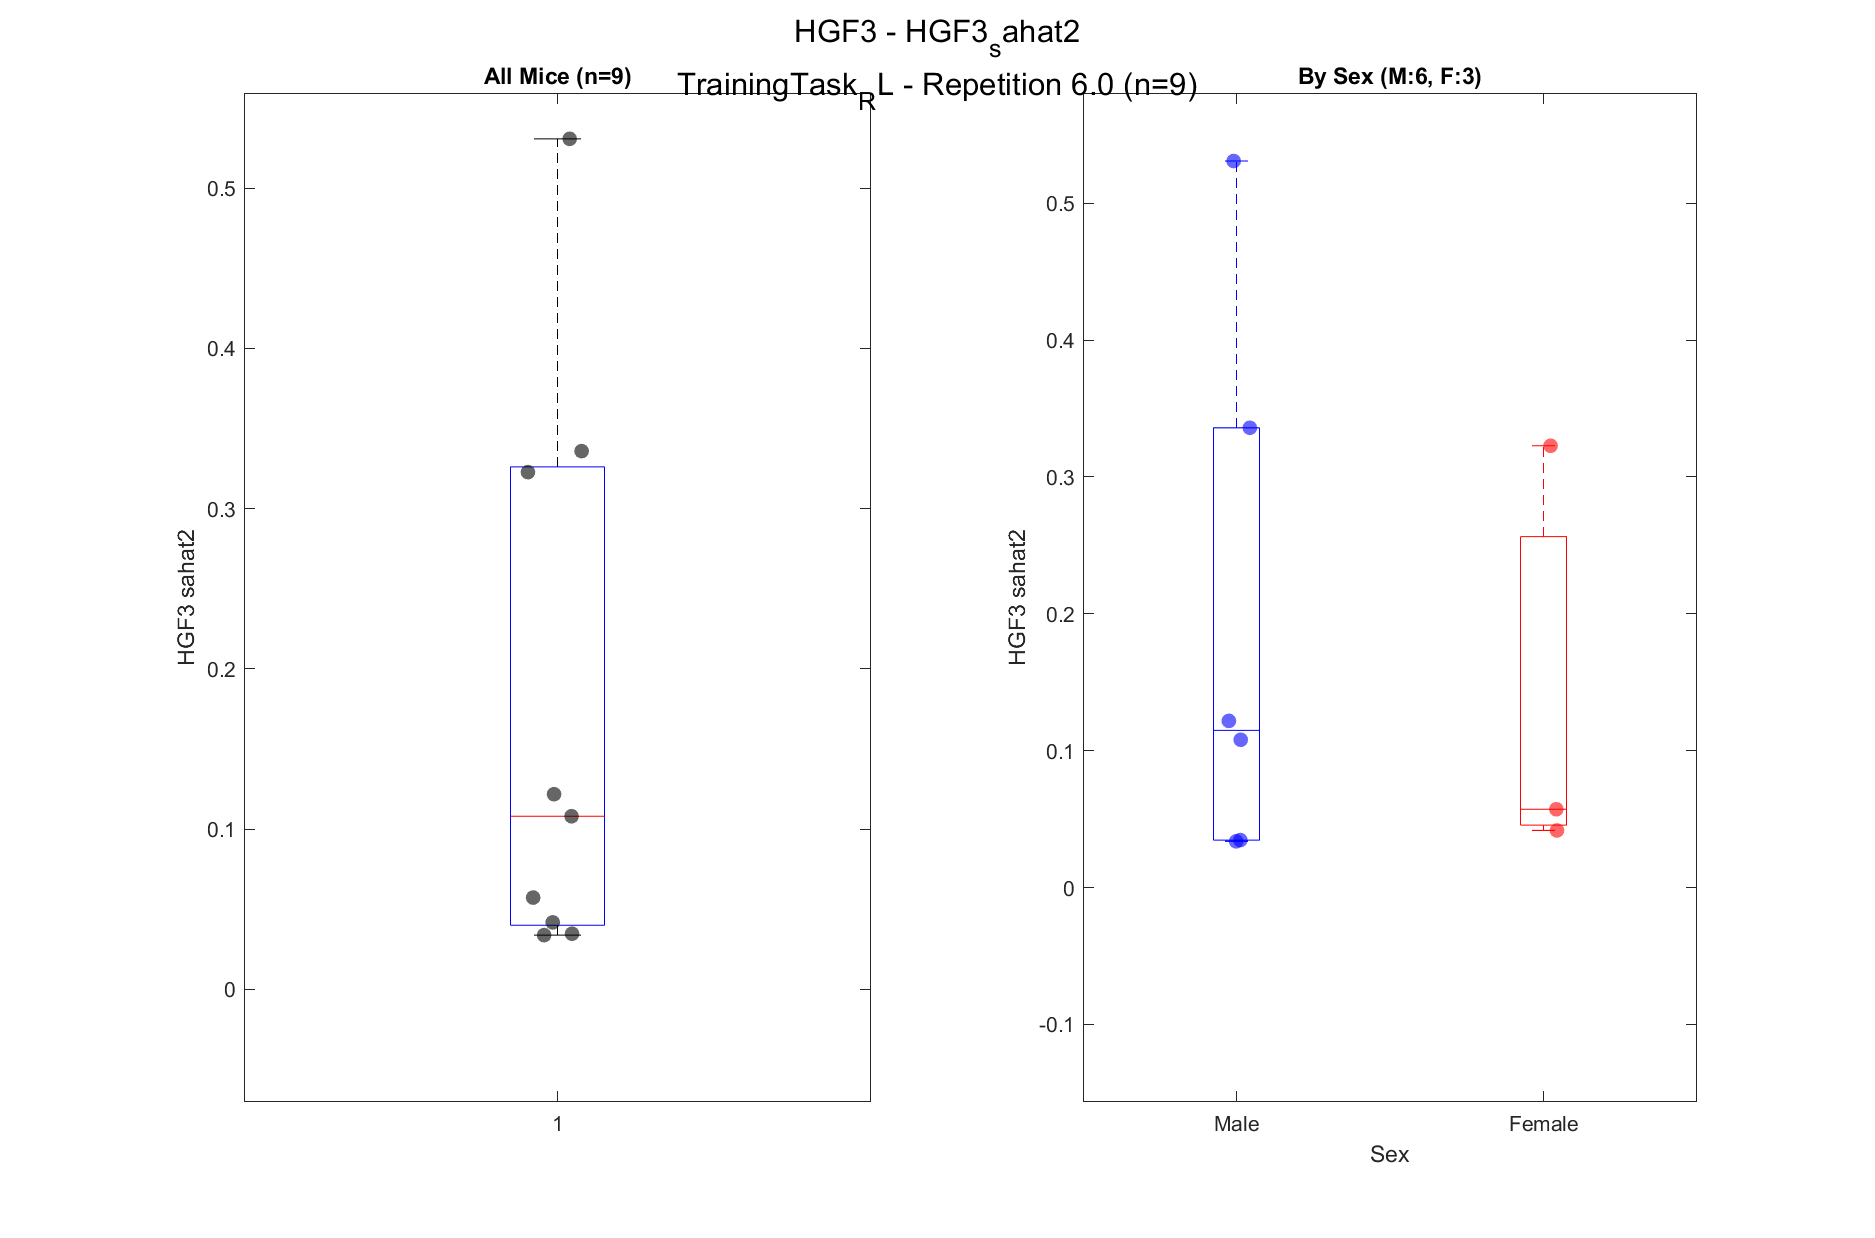 HGF3 - HGF3sahat2
TrainingTaskRL - Repetition 6.0 (n=9)
All Mice (n=9)
0.5
0.4
0.3
0.2
0.1
0
HGF3 sahat2
1
By Sex (M:6, F:3)
0.5
0.4
0.3
0.2
0.1
0
-0.1
HGF3 sahat2
Male Female
Sex